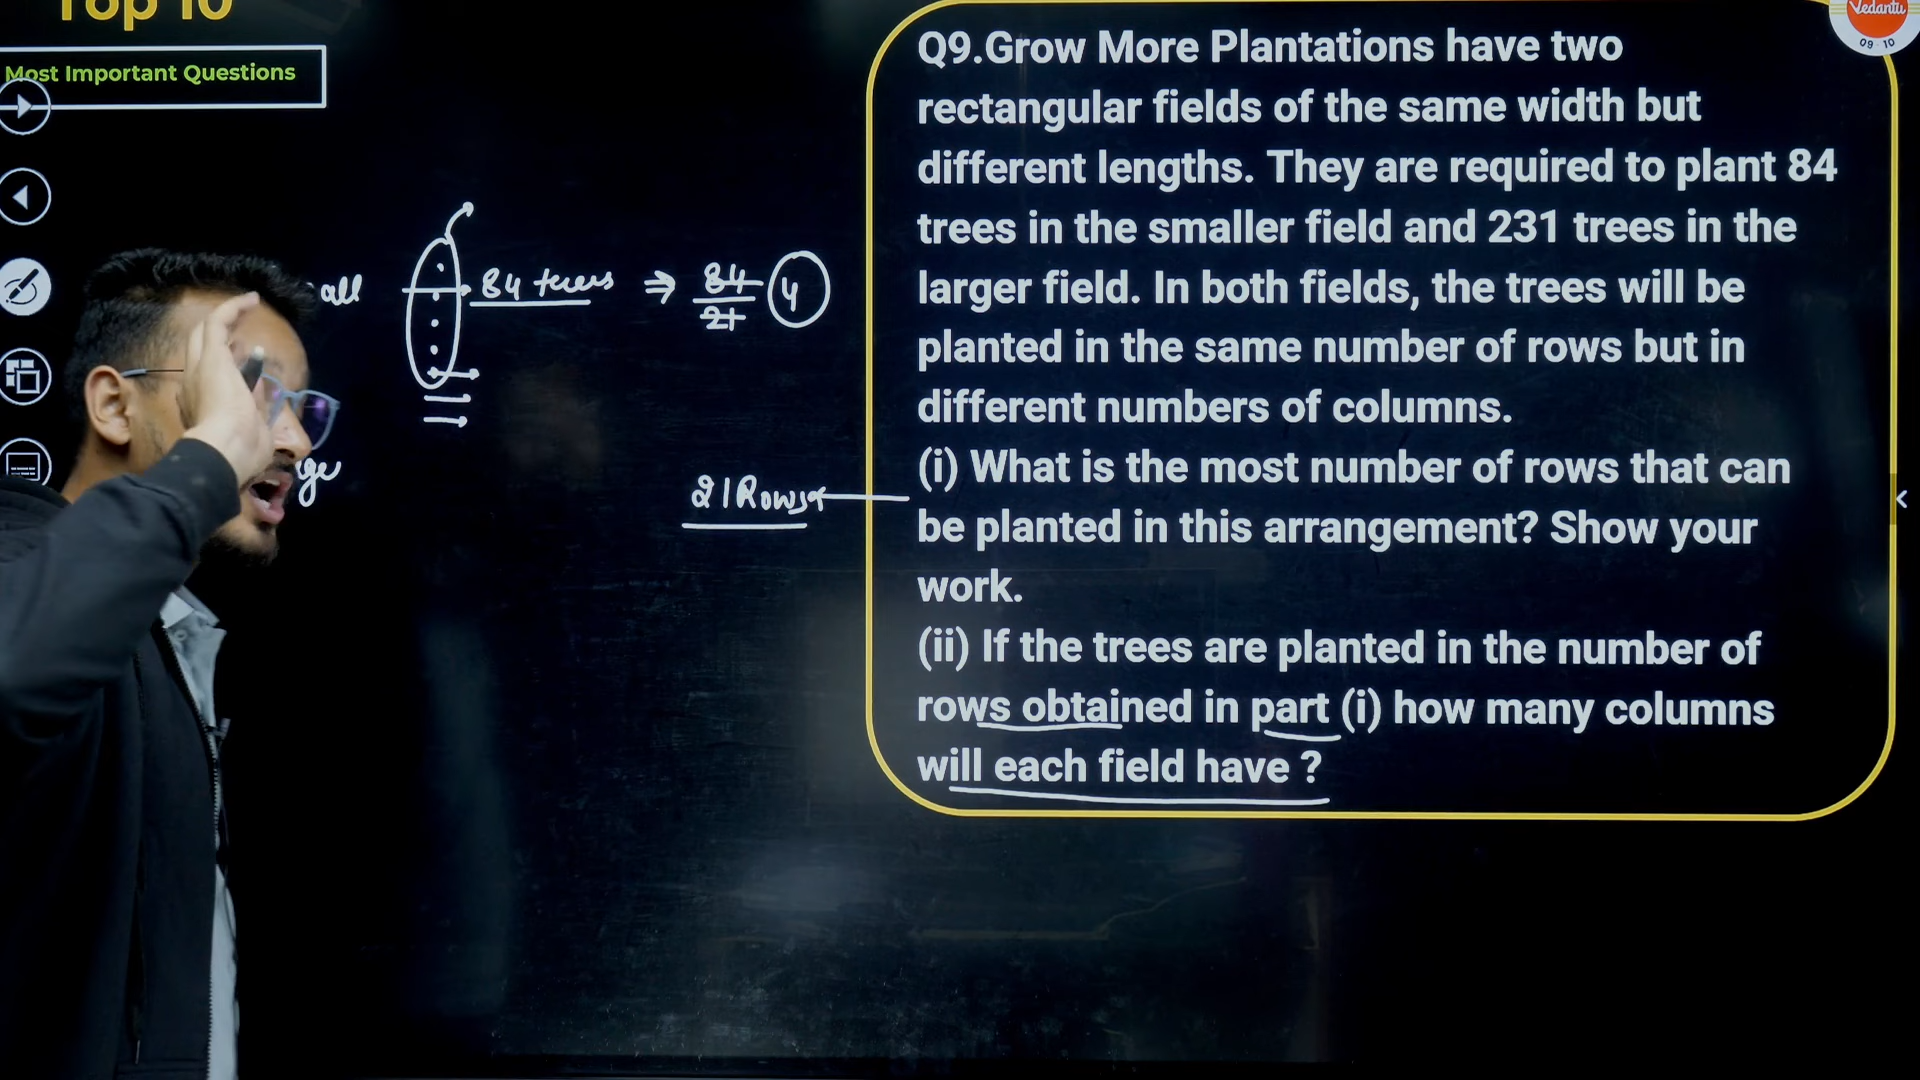 Top 10
Most Important Questions
all
84 trees ⇒ 84/21 4
ge
21 Rows
Q9.Grow More Plantations have two
rectangular fields of the same width but
different lengths. They are required to plant 84
trees in the smaller field and 231 trees in the
larger field. In both fields, the trees will be
planted in the same number of rows but in
different numbers of columns.
(i) What is the most number of rows that can
be planted in this arrangement? Show your
work.
(ii) If the trees are planted in the number of
rows obtained in part (i) how many columns
will each field have ?
Vedantu
09 - 10